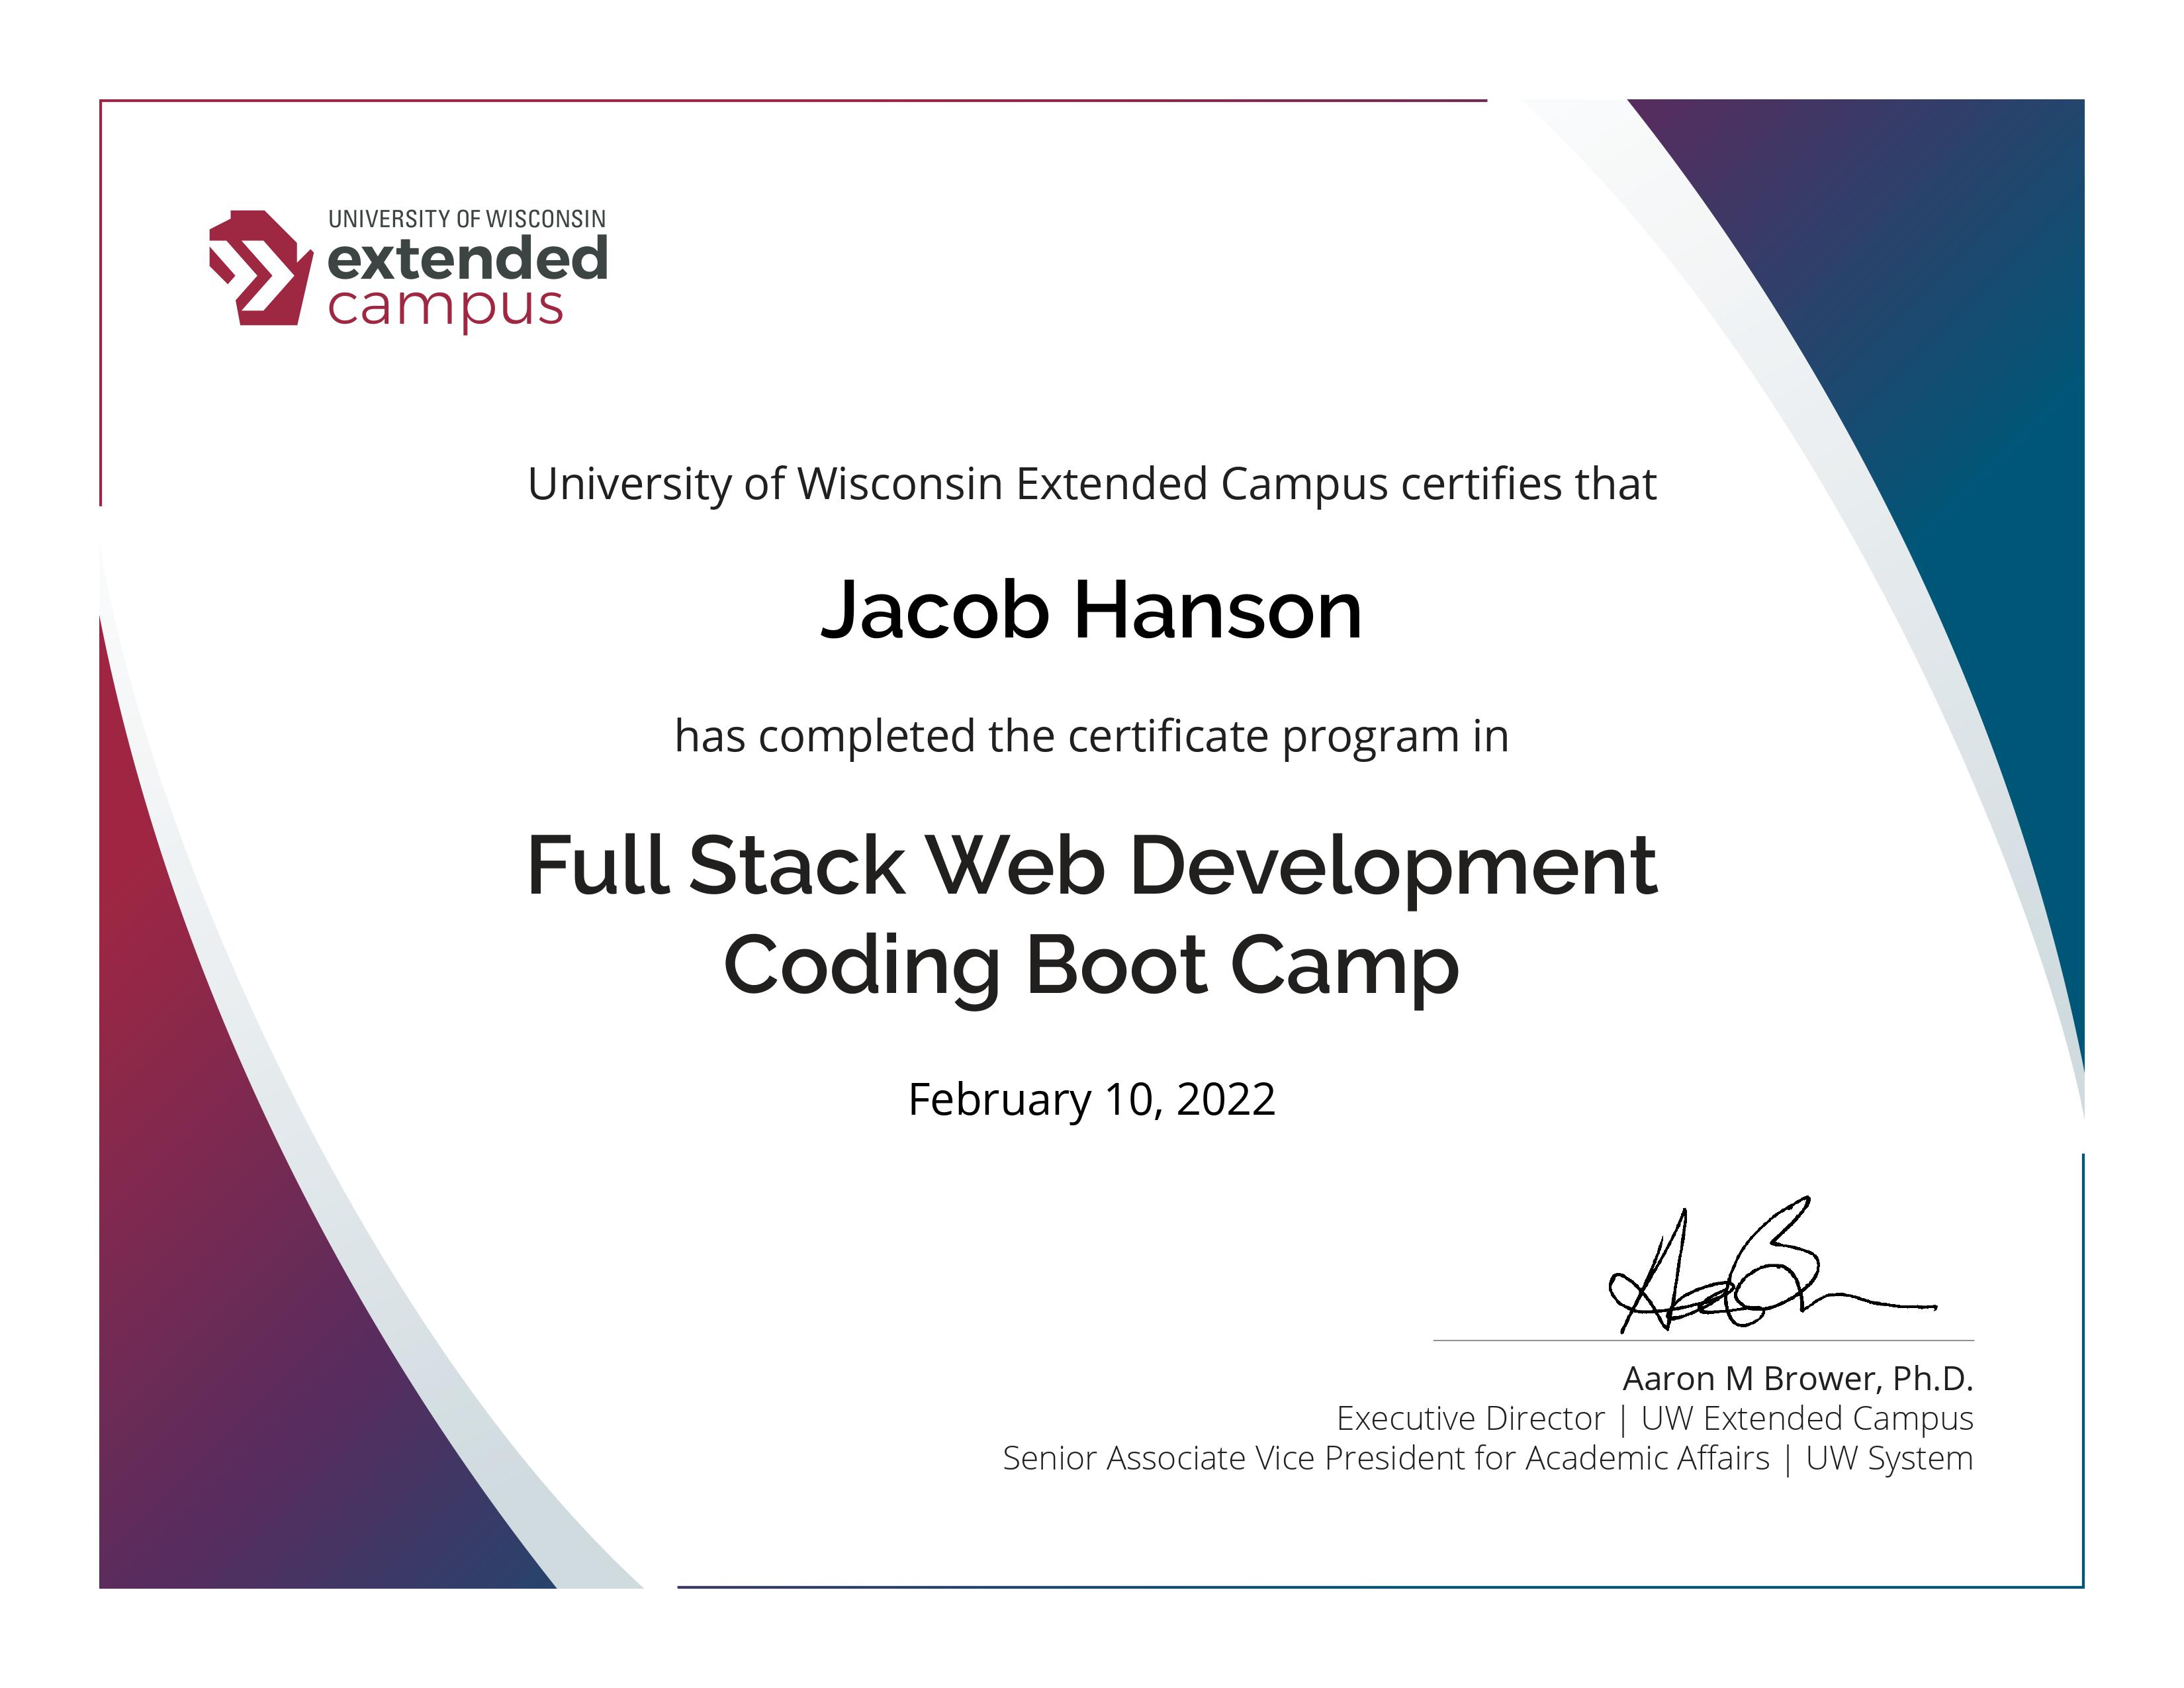 UNIVERSITY OF WISCONSIN
extended
campus
University of Wisconsin Extended Campus certifies that
Jacob Hanson
has completed the certificate program in
Full Stack Web Development
Coding Boot Camp
February 10, 2022
Aaron M Brower, Ph.D.
Executive Director | UW Extended Campus
Senior Associate Vice President for Academic Affairs | UW System